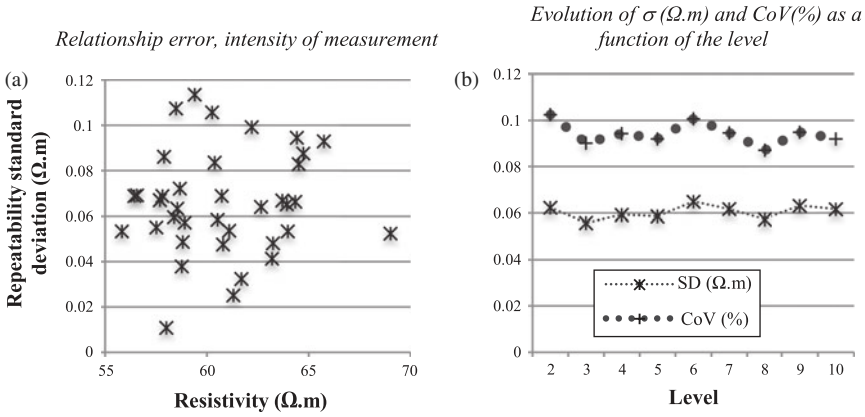 Relationship error, intensity of measurement
(a)
Repeatability standard
deviation (Ω.m)
0.12
0.1
0.08
0.06
0.04
0.02
0
55
60
65
70
Resistivity (Ω.m)
Evolution of σ (Ω.m) and CoV(%) as a
function of the level
(b)
0.12
0.1
0.08
0.06
0.04
0.02
0
SD (Ω.m)
CoV (%)
2 3 4 5 6 7 8 9 10
Level